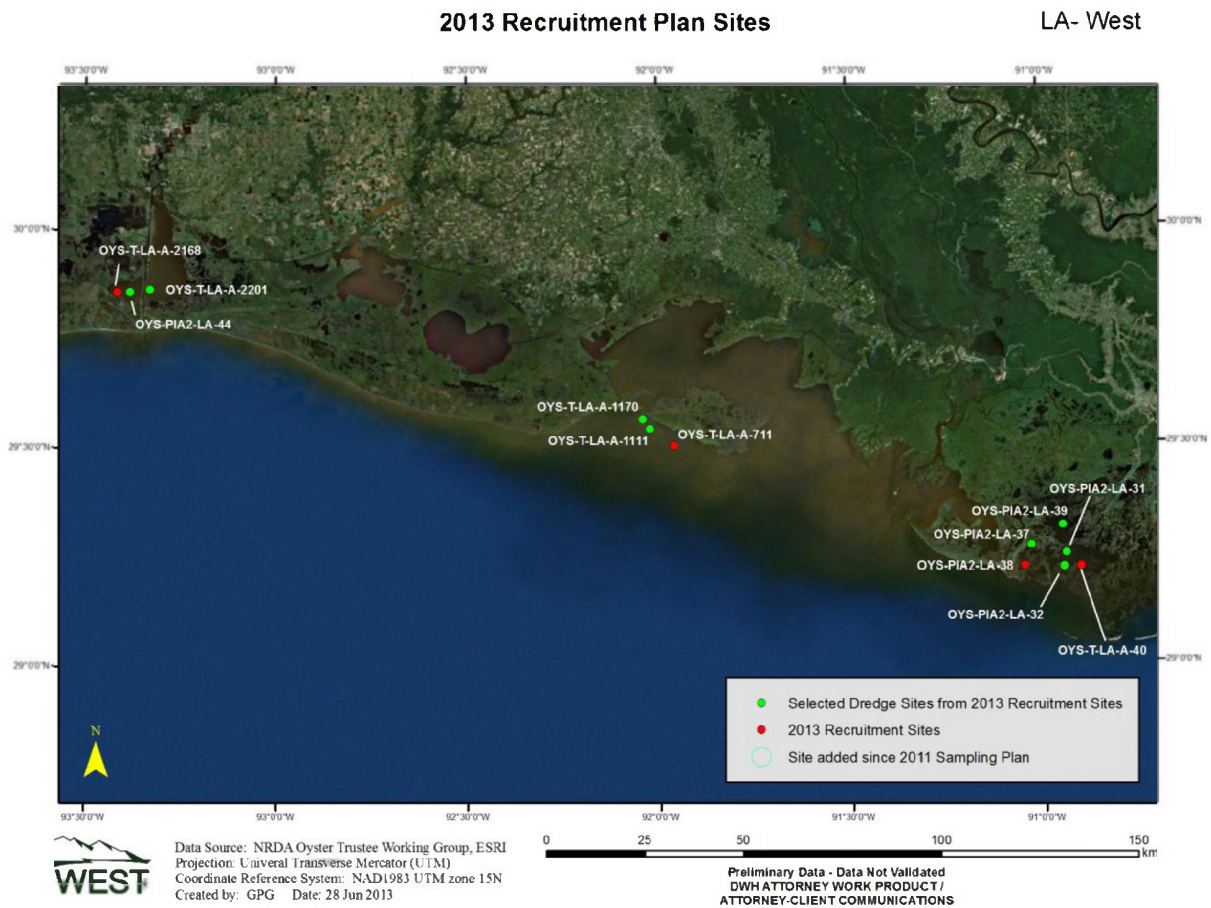 2013 Recruitment Plan Sites
LA- West
93°30'0"W
93°0'0"W
92°30'0"W
92°0'0"W
91°30'0"W
91°0'0"W
30°0'0"N
30°0'0"N
OYS-T-LA-A-2168
OYS-T-LA-A-2201
OYS-PIA2-LA-44
OYS-T-LA-A-1170
OYS-T-LA-A-1111
OYS-T-LA-A-711
29°30'0"N
29°30'0"N
OYS-PIA2-LA-31
OYS-PIA2-LA-39
OYS-PIA2-LA-37
OYS-PIA2-LA-38
OYS-PIA2-LA-32
OYS-T-LA-A-40
29°0'0"N
29°0'0"N
Selected Dredge Sites from 2013 Recruitment Sites
2013 Recruitment Sites
Site added since 2011 Sampling Plan
N
93°30'0"W
93°0'0"W
92°30'0"W
92°0'0"W
91°30'0"W
91°0'0"W
WEST
Data Source: NRDA Oyster Trustee Working Group, ESRI
Projection: Univeral Transverse Mercator (UTM)
Coordinate Reference System: NAD1983 UTM zone 15N
Created by: GPG Date: 28 Jun 2013
0 25 50 100 150
km
Preliminary Data - Data Not Validated
DWH ATTORNEY WORK PRODUCT /
ATTORNEY-CLIENT COMMUNICATIONS